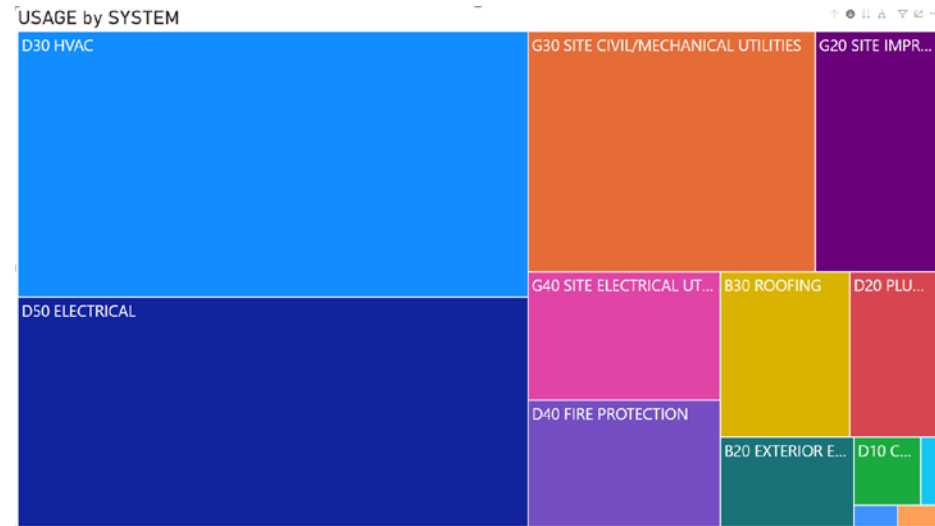 USAGE by SYSTEM
D30 HVAC
G30 SITE CIVIL/MECHANICAL UTILITIES
G20 SITE IMPR...
D50 ELECTRICAL
G40 SITE ELECTRICAL UT...
B30 ROOFING
D20 PLU...
D40 FIRE PROTECTION
B20 EXTERIOR E...
D10 C...